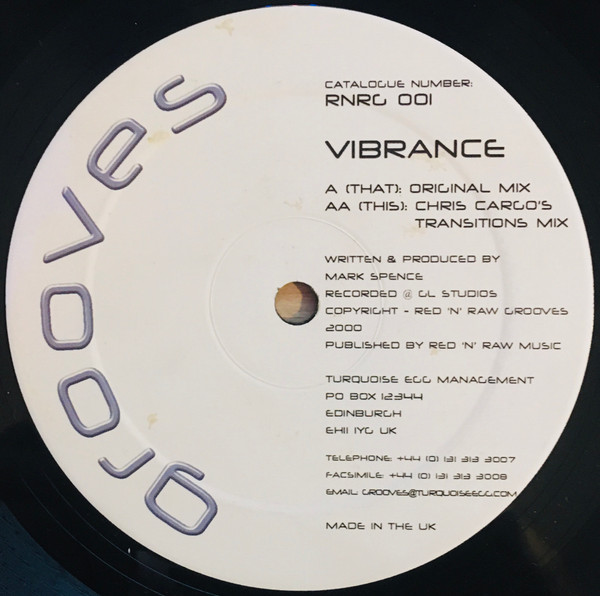 grooves
CATALOGUE NUMBER:
RNRG 001
VIBRANCE
A (THAT): ORIGINAL MIX
AA (THIS): CHRIS CARGO'S
TRANSITIONS MIX
WRITTEN & PRODUCED BY
MARK SPENCE
RECORDED @ GL STUDIOS
COPYRIGHT - RED 'N' RAW GROOVES
2000
PUBLISHED BY RED 'N' RAW MUSIC
TURQUOISE EGG MANAGEMENT
PO BOX 12344
EDINBURGH
EH11 1YG UK
TELEPHONE: +44 (0) 131 313 3007
FACSIMILE: +44 (0) 131 313 3008
EMAIL: GROOVES@TURQUOISEEGG.COM
MADE IN THE UK